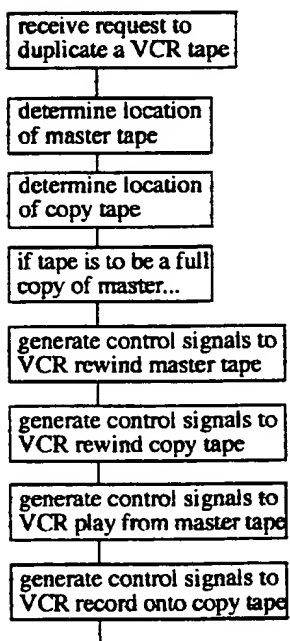 receive request to
duplicate a VCR tape
determine location
of master tape
determine location
of copy tape
if tape is to be a full
copy of master...
generate control signals to
VCR rewind master tape
generate control signals to
VCR rewind copy tape
generate control signals to
VCR play from master tape
generate control signals to
VCR record onto copy tape